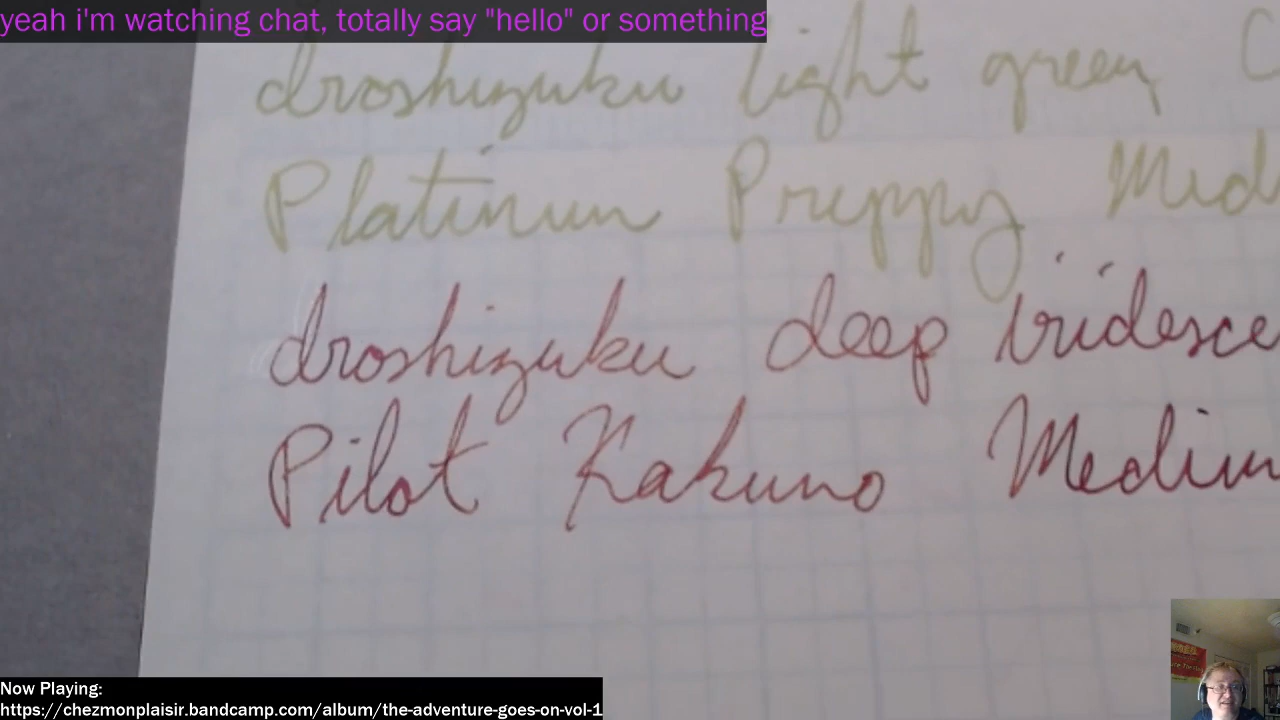 yeah i'm watching chat, totally say "hello" or something
droshizuku light green C
Platinum Preppy Med
droshizuku deep iridesce
Pilot Kakuno Medium
Now Playing:
https://chezmonplaisir.bandcamp.com/album/the-adventure-goes-on-vol-1